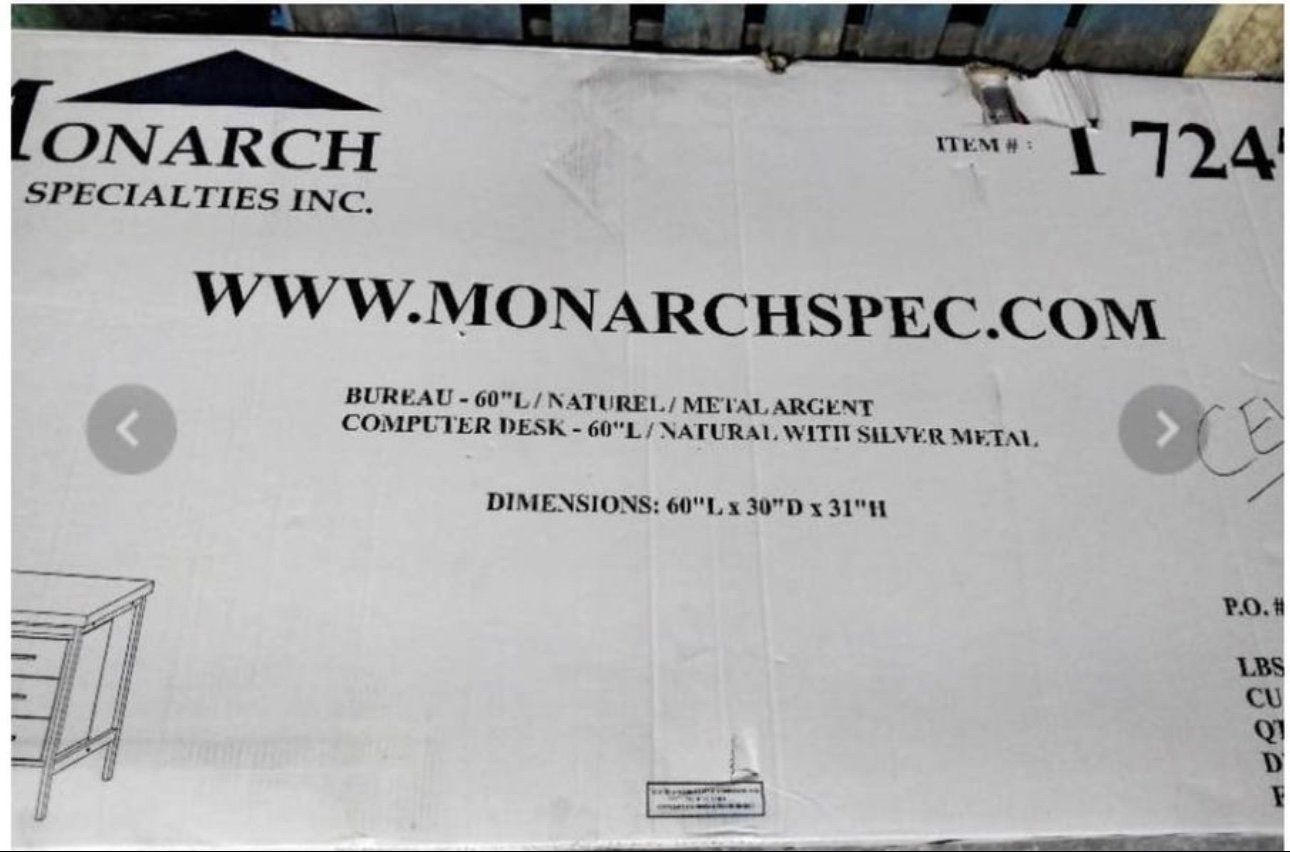 MONARCH
SPECIALTIES INC.
ITEM # : I 724
WWW.MONARCHSPEC.COM
BUREAU - 60"L / NATUREL / METAL ARGENT
COMPUTER DESK - 60"L / NATURAL WITH SILVER METAL
DIMENSIONS: 60"L x 30"D x 31"H
P.O. #
LBS
CU